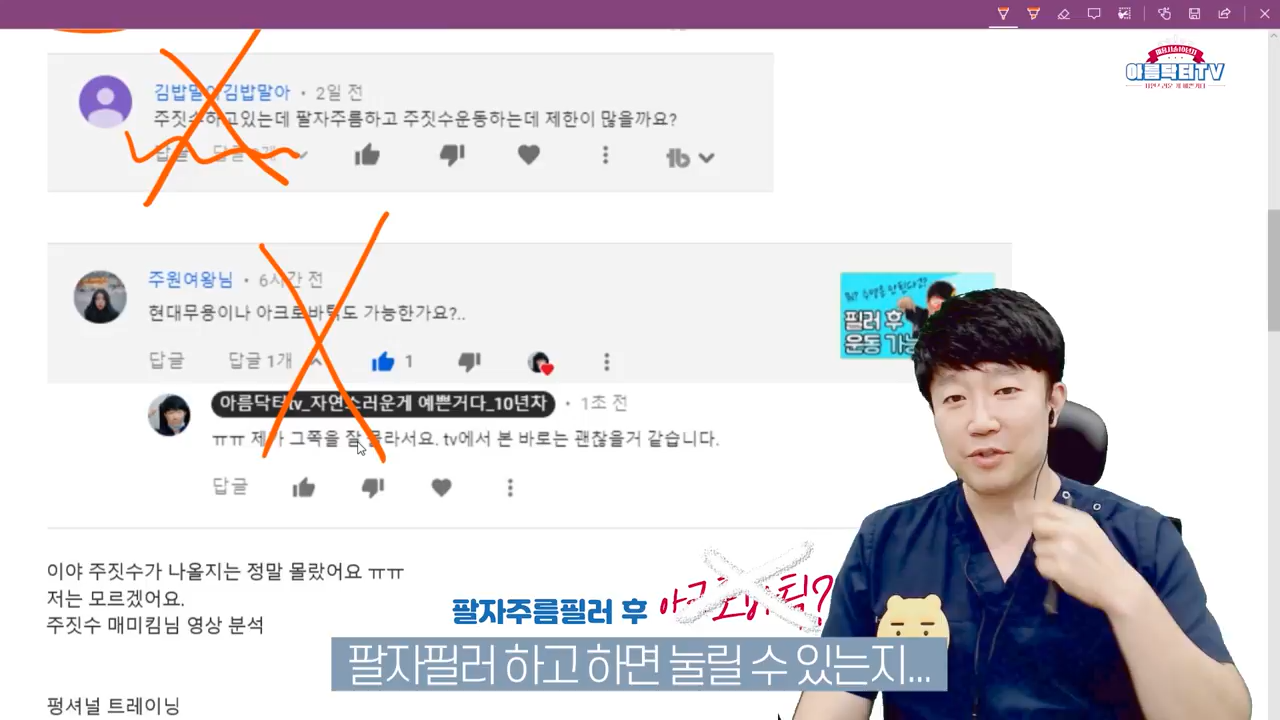 아름닥터TV
김밥말아김밥말아 · 2일 전
주짓수하고있는데 팔자주름하고 주짓수운동하는데 제한이 많을까요?
답글
주원여왕님 · 6시간 전
현대무용이나 아크로바틱도 가능한가요?..
필러 후
운동 가능
답글 답글 1개 1
아름닥터tv_자연스러운게 예쁜거다_10년차 · 1초 전
ㅠㅠ 제가 그쪽을 잘 몰라서요. tv에서 본 바로는 괜찮을거 같습니다.
답글
이야 주짓수가 나올지는 정말 몰랐어요 ㅠㅠ
저는 모르겠어요.
주짓수 매미킴님 영상 분석
팔자주름필러 후 아크로바틱?
팔자필러 하고 하면 눌릴 수 있는지...
펑셔널 트레이닝